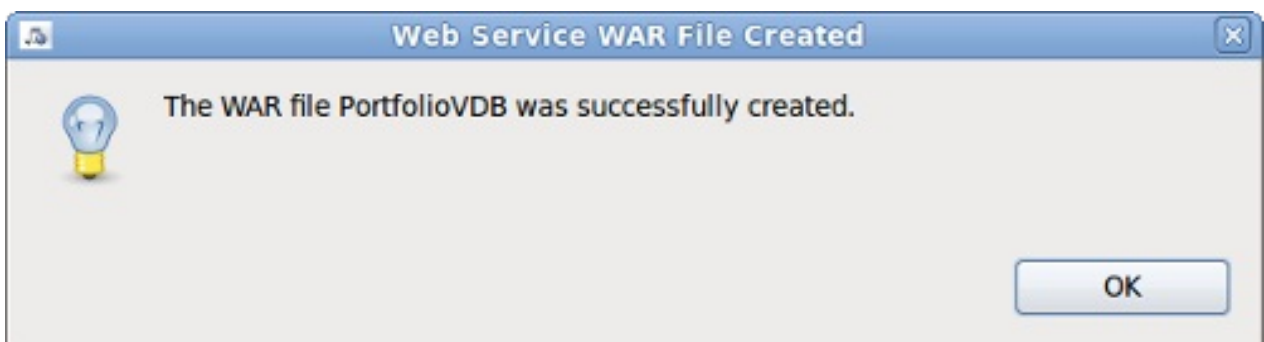 Web Service WAR File Created
The WAR file PortfolioVDB was successfully created.
OK